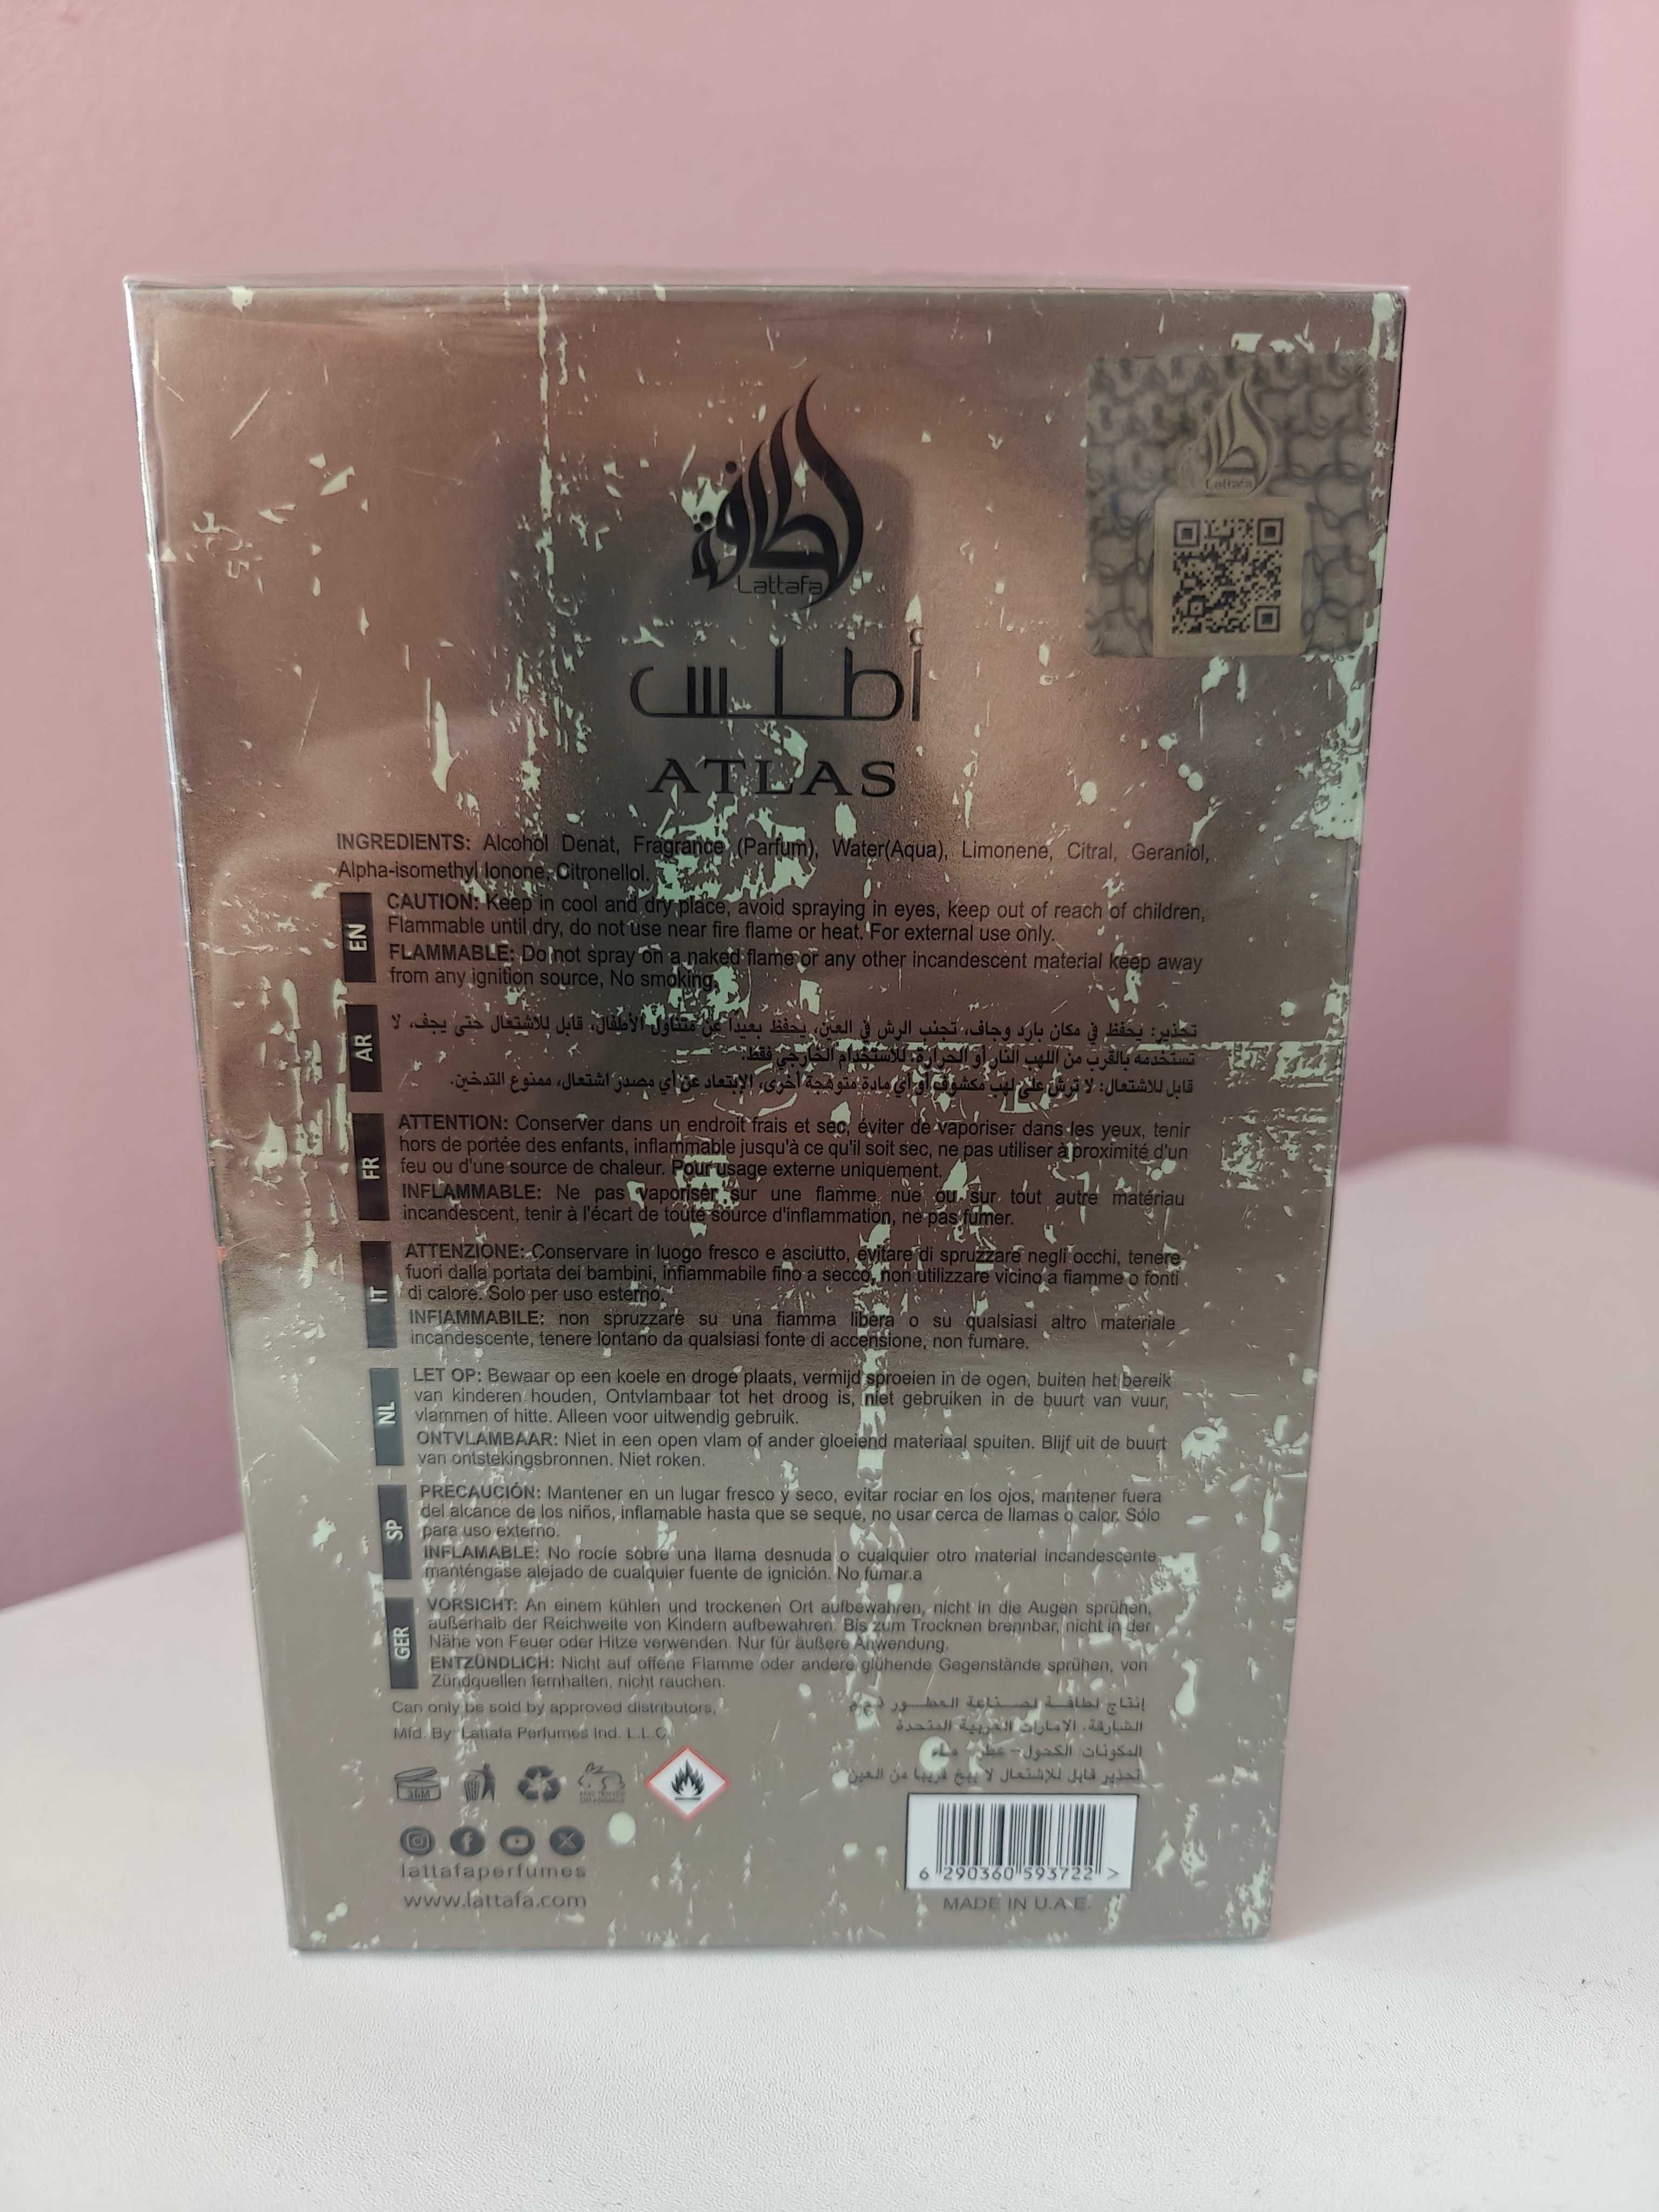 لطافة
Lattafa
لطافة
Lattafa
أطلس
ATLAS
INGREDIENTS: Alcohol Denat, Fragrance (Parfum), Water(Aqua), Limonene, Citral, Geraniol,
Alpha-isomethyl Ionone, Citronellol.
EN
CAUTION: Keep in cool and dry place, avoid spraying in eyes, keep out of reach of children,
Flammable until dry, do not use near fire flame or heat. For external use only.
FLAMMABLE: Do not spray on a naked flame or any other incandescent material keep away
from any ignition source, No smoking.
AR
تحذير: يحفظ في مكان بارد وجاف، تجنب الرش في العين، يحفظ بعيدًا عن متناول الأطفال، قابل للاشتعال حتى يجف، لا
تستخدمه بالقرب من اللهب النار أو الحرارة. للاستخدام الخارجي فقط.
قابل للاشتعال: لا ترش على لهب مكشوف أو أي مادة متوهجة أخرى، الإبتعاد عن أي مصدر اشتعال، ممنوع التدخين.
FR
ATTENTION: Conserver dans un endroit frais et sec, éviter de vaporiser dans les yeux, tenir
hors de portée des enfants, inflammable jusqu'à ce qu'il soit sec, ne pas utiliser à proximité d'un
feu ou d'une source de chaleur. Pour usage externe uniquement.
INFLAMMABLE: Ne pas vaporiser sur une flamme nue ou sur tout autre matériau
incandescent, tenir à l'écart de toute source d'inflammation, ne pas fumer.
IT
ATTENZIONE: Conservare in luogo fresco e asciutto, evitare di spruzzare negli occhi, tenere
fuori dalla portata dei bambini, infiammabile fino a secco, non utilizzare vicino a fiamme o fonti
di calore. Solo per uso esterno.
INFIAMMABILE: non spruzzare su una fiamma libera o su qualsiasi altro materiale
incandescente, tenere lontano da qualsiasi fonte di accensione, non fumare.
NL
LET OP: Bewaar op een koele en droge plaats, vermijd sproeien in de ogen, buiten het bereik
van kinderen houden, Ontvlambaar tot het droog is, niet gebruiken in de buurt van vuur,
vlammen of hitte. Alleen voor uitwendig gebruik.
ONTVLAMBAAR: Niet in een open vlam of ander gloeiend materiaal spuiten. Blijf uit de buurt
van ontstekingsbronnen. Niet roken.
SP
PRECAUCIÓN: Mantener en un lugar fresco y seco, evitar rociar en los ojos, mantener fuera
del alcance de los niños, inflamable hasta que se seque, no usar cerca de llamas o calor. Sólo
para uso externo.
INFLAMABLE: No rocíe sobre una llama desnuda o cualquier otro material incandescente,
manténgase alejado de cualquier fuente de ignición. No fumar.a
GER
VORSICHT: An einem kühlen und trockenen Ort aufbewahren, nicht in die Augen sprühen,
außerhalb der Reichweite von Kindern aufbewahren. Bis zum Trocknen brennbar, nicht in der
Nähe von Feuer oder Hitze verwenden. Nur für äußere Anwendung.
ENTZÜNDLICH: Nicht auf offene Flamme oder andere glühende Gegenstände sprühen, von
Zündquellen fernhalten, nicht rauchen.
Can only be sold by approved distributors,
Mfd. By Lattafa Perfumes Ind. L.L.C
إنتاج لطافة لصناعة العطور ذ.م.م
الشارقة. الامارات العربية المتحدة
المكونات: الكحول – عطر – ماء
تحذير قابل للإشتعال لا يبخ قريبا من العين
36M
lattafaperfumes
www.lattafa.com
6 290360 593722 >
MADE IN U.A.E.